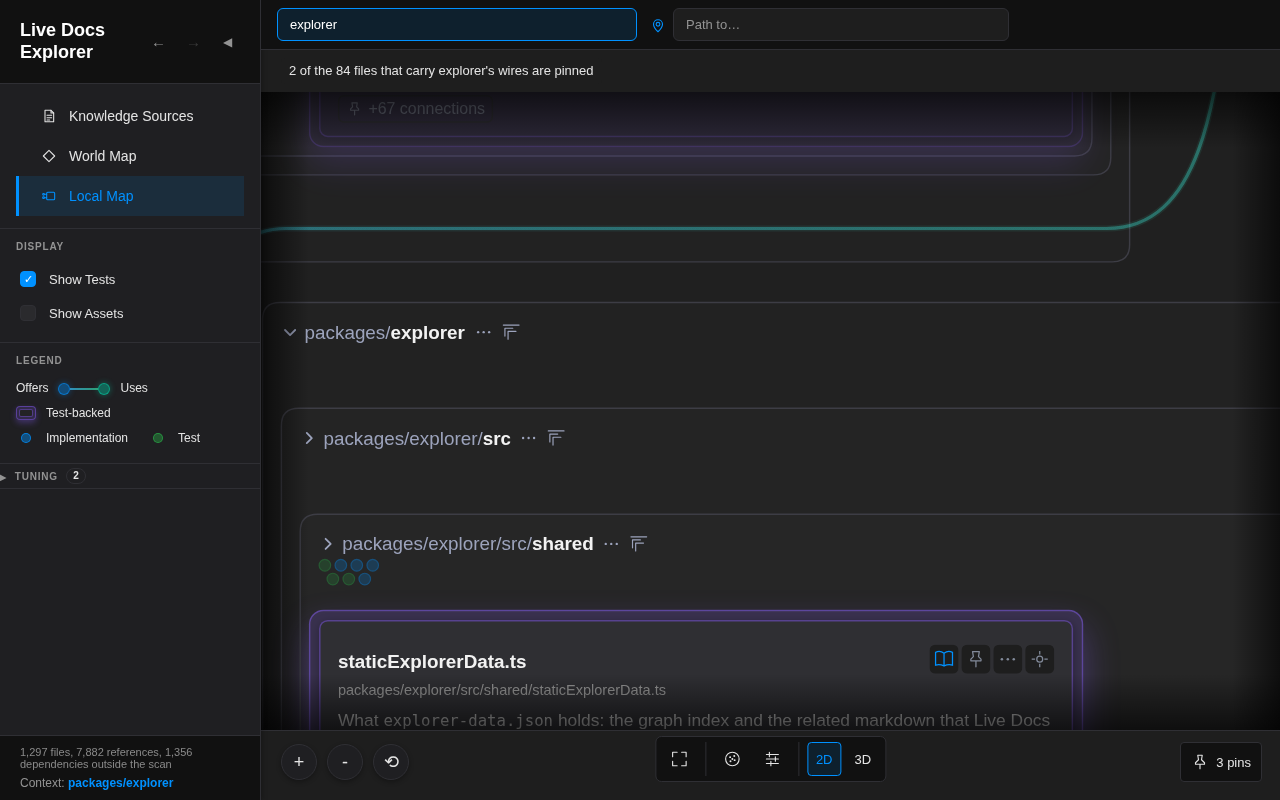 Live Docs
Explorer
explorer
Path to…
2 of the 84 files that carry explorer's wires are pinned
Knowledge Sources
World Map
Local Map
DISPLAY
Show Tests
Show Assets
LEGEND
Offers
Uses
Test-backed
Implementation
Test
TUNING 2
1,297 files, 7,882 references, 1,356
dependencies outside the scan
Context: packages/explorer
+67 connections
packages/explorer
packages/explorer/src
packages/explorer/src/shared
staticExplorerData.ts
packages/explorer/src/shared/staticExplorerData.ts
What explorer-data.json holds: the graph index and the related markdown that Live Docs
+
-
2D
3D
3 pins